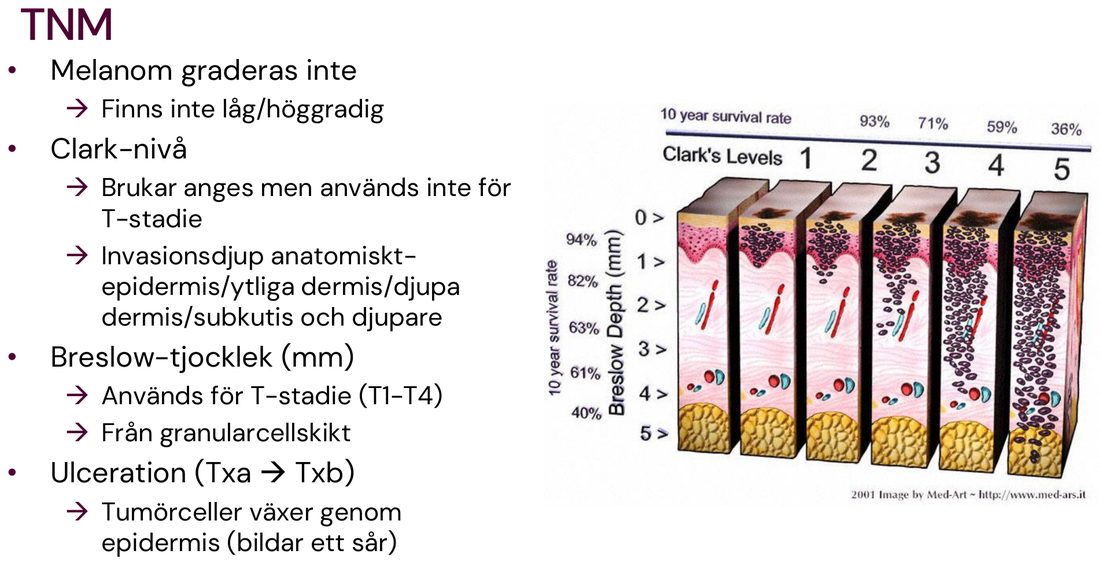 TNM
• Melanom graderas inte
→ Finns inte låg/höggradig
• Clark-nivå
→ Brukar anges men används inte för
T-stadie
→ Invasionsdjup anatomiskt-
epidermis/ytliga dermis/djupa
dermis/subkutis och djupare
• Breslow-tjocklek (mm)
→ Används för T-stadie (T1-T4)
→ Från granularcellskikt
• Ulceration (Txa → Txb)
→ Tumörceller växer genom
epidermis (bildar ett sår)
10 year survival rate 93% 71% 59% 36%
Clark's Levels 1 2 3 4 5
10 year survival rate
94%
82%
63%
61%
40%
Breslow Depth (mm)
0 >
1 >
2 >
3 >
4 >
5 >
2001 Image by Med-Art ~ http://www.med-ars.it